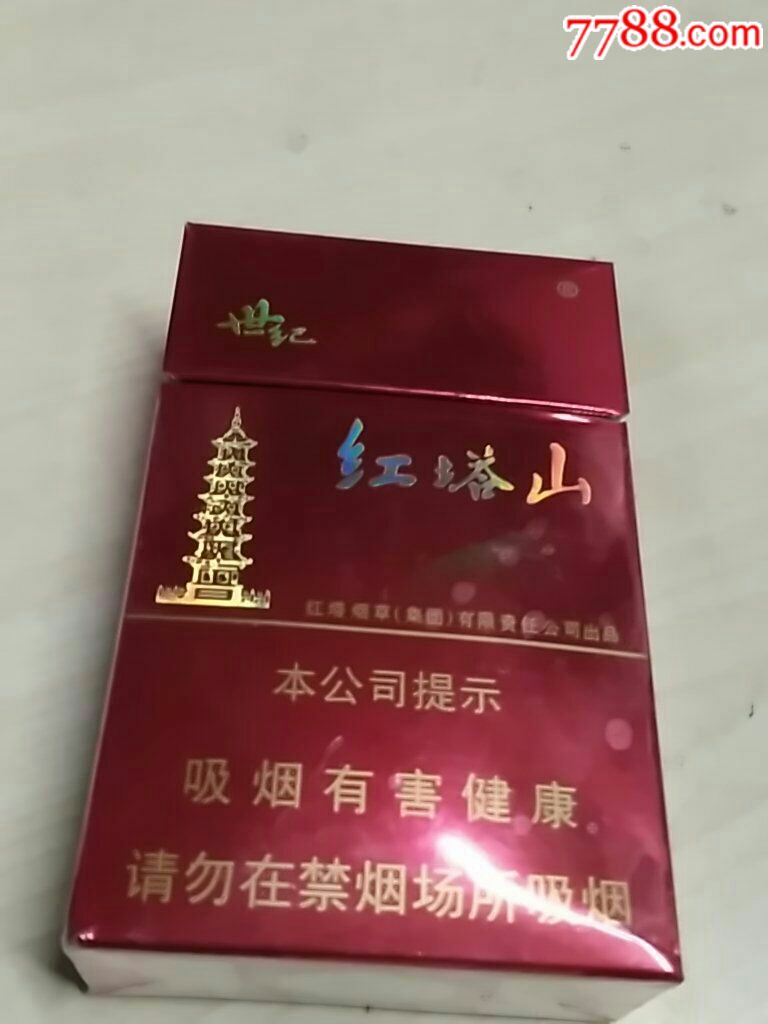 7788.com
世纪
红塔山
红塔烟草(集团)有限责任公司出品
本公司提示
吸烟有害健康
请勿在禁烟场所吸烟